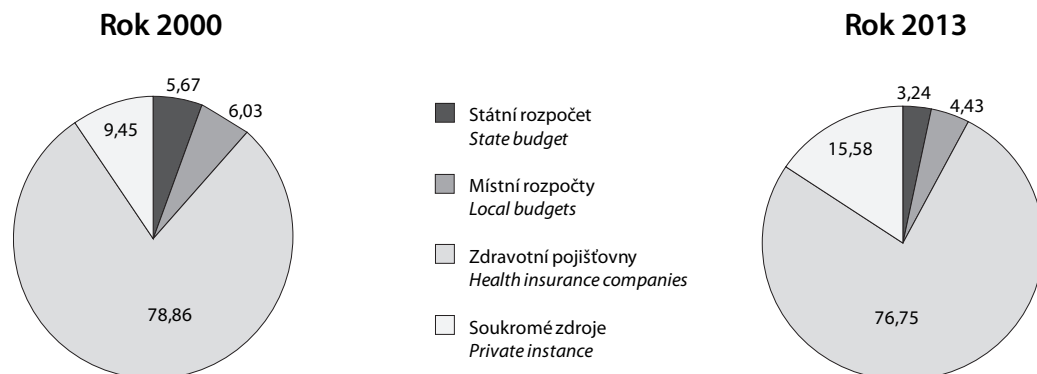 Rok 2000
5,67
6,03
9,45
78,86
Státní rozpočet
State budget
Místní rozpočty
Local budgets
Zdravotní pojišťovny
Health insurance companies
Soukromé zdroje
Private instance
Rok 2013
3,24
4,43
15,58
76,75